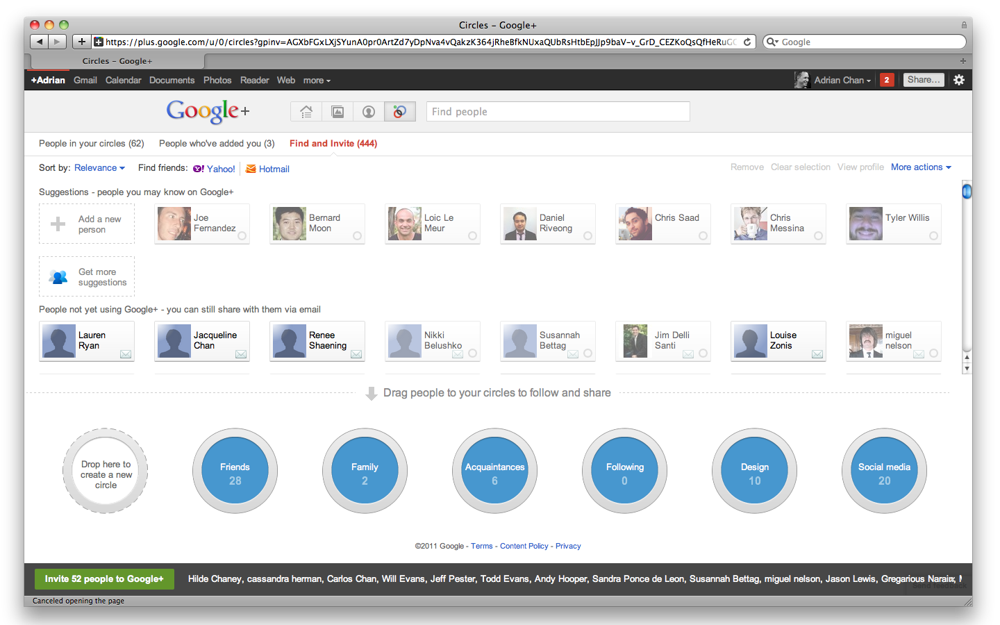 Circles – Google+
https://plus.google.com/u/0/circles?gpinv=AGXbFGxLXjSYunA0pr0ArtZd7yDpNva4vQakzK364jRheBfkNUxaQUbRsHtbEpJJp9baV-v_GrD_CEZKoQsQfHeRuGC
Google
Circles – Google+
+Adrian Gmail Calendar Documents Photos Reader Web more
Adrian Chan 2 Share...
Google+
Find people
People in your circles (62) People who've added you (3) Find and Invite (444)
Sort by: Relevance Find friends: Y! Yahoo! Hotmail
Remove Clear selection View profile More actions
Suggestions - people you may know on Google+
Add a new
person
Joe
Fernandez
Bernard
Moon
Loic Le
Meur
Daniel
Riveong
Chris Saad
Chris
Messina
Tyler Willis
Get more
suggestions
People not yet using Google+ - you can still share with them via email
Lauren
Ryan
Jacqueline
Chan
Renee
Shaening
Nikki
Belushko
Susannah
Bettag
Jim Delli
Santi
Louise
Zonis
miguel
nelson
Drag people to your circles to follow and share
Drop here to
create a new
circle
Friends
28
Family
2
Acquaintances
6
Following
0
Design
10
Social media
20
©2011 Google - Terms - Content Policy - Privacy
Invite 52 people to Google+
Hilde Chaney, cassandra herman, Carlos Chan, Will Evans, Jeff Pester, Todd Evans, Andy Hooper, Sandra Ponce de Leon, Susannah Bettag, miguel nelson, Jason Lewis, Gregarious Narain,
Send feedback
Canceled opening the page